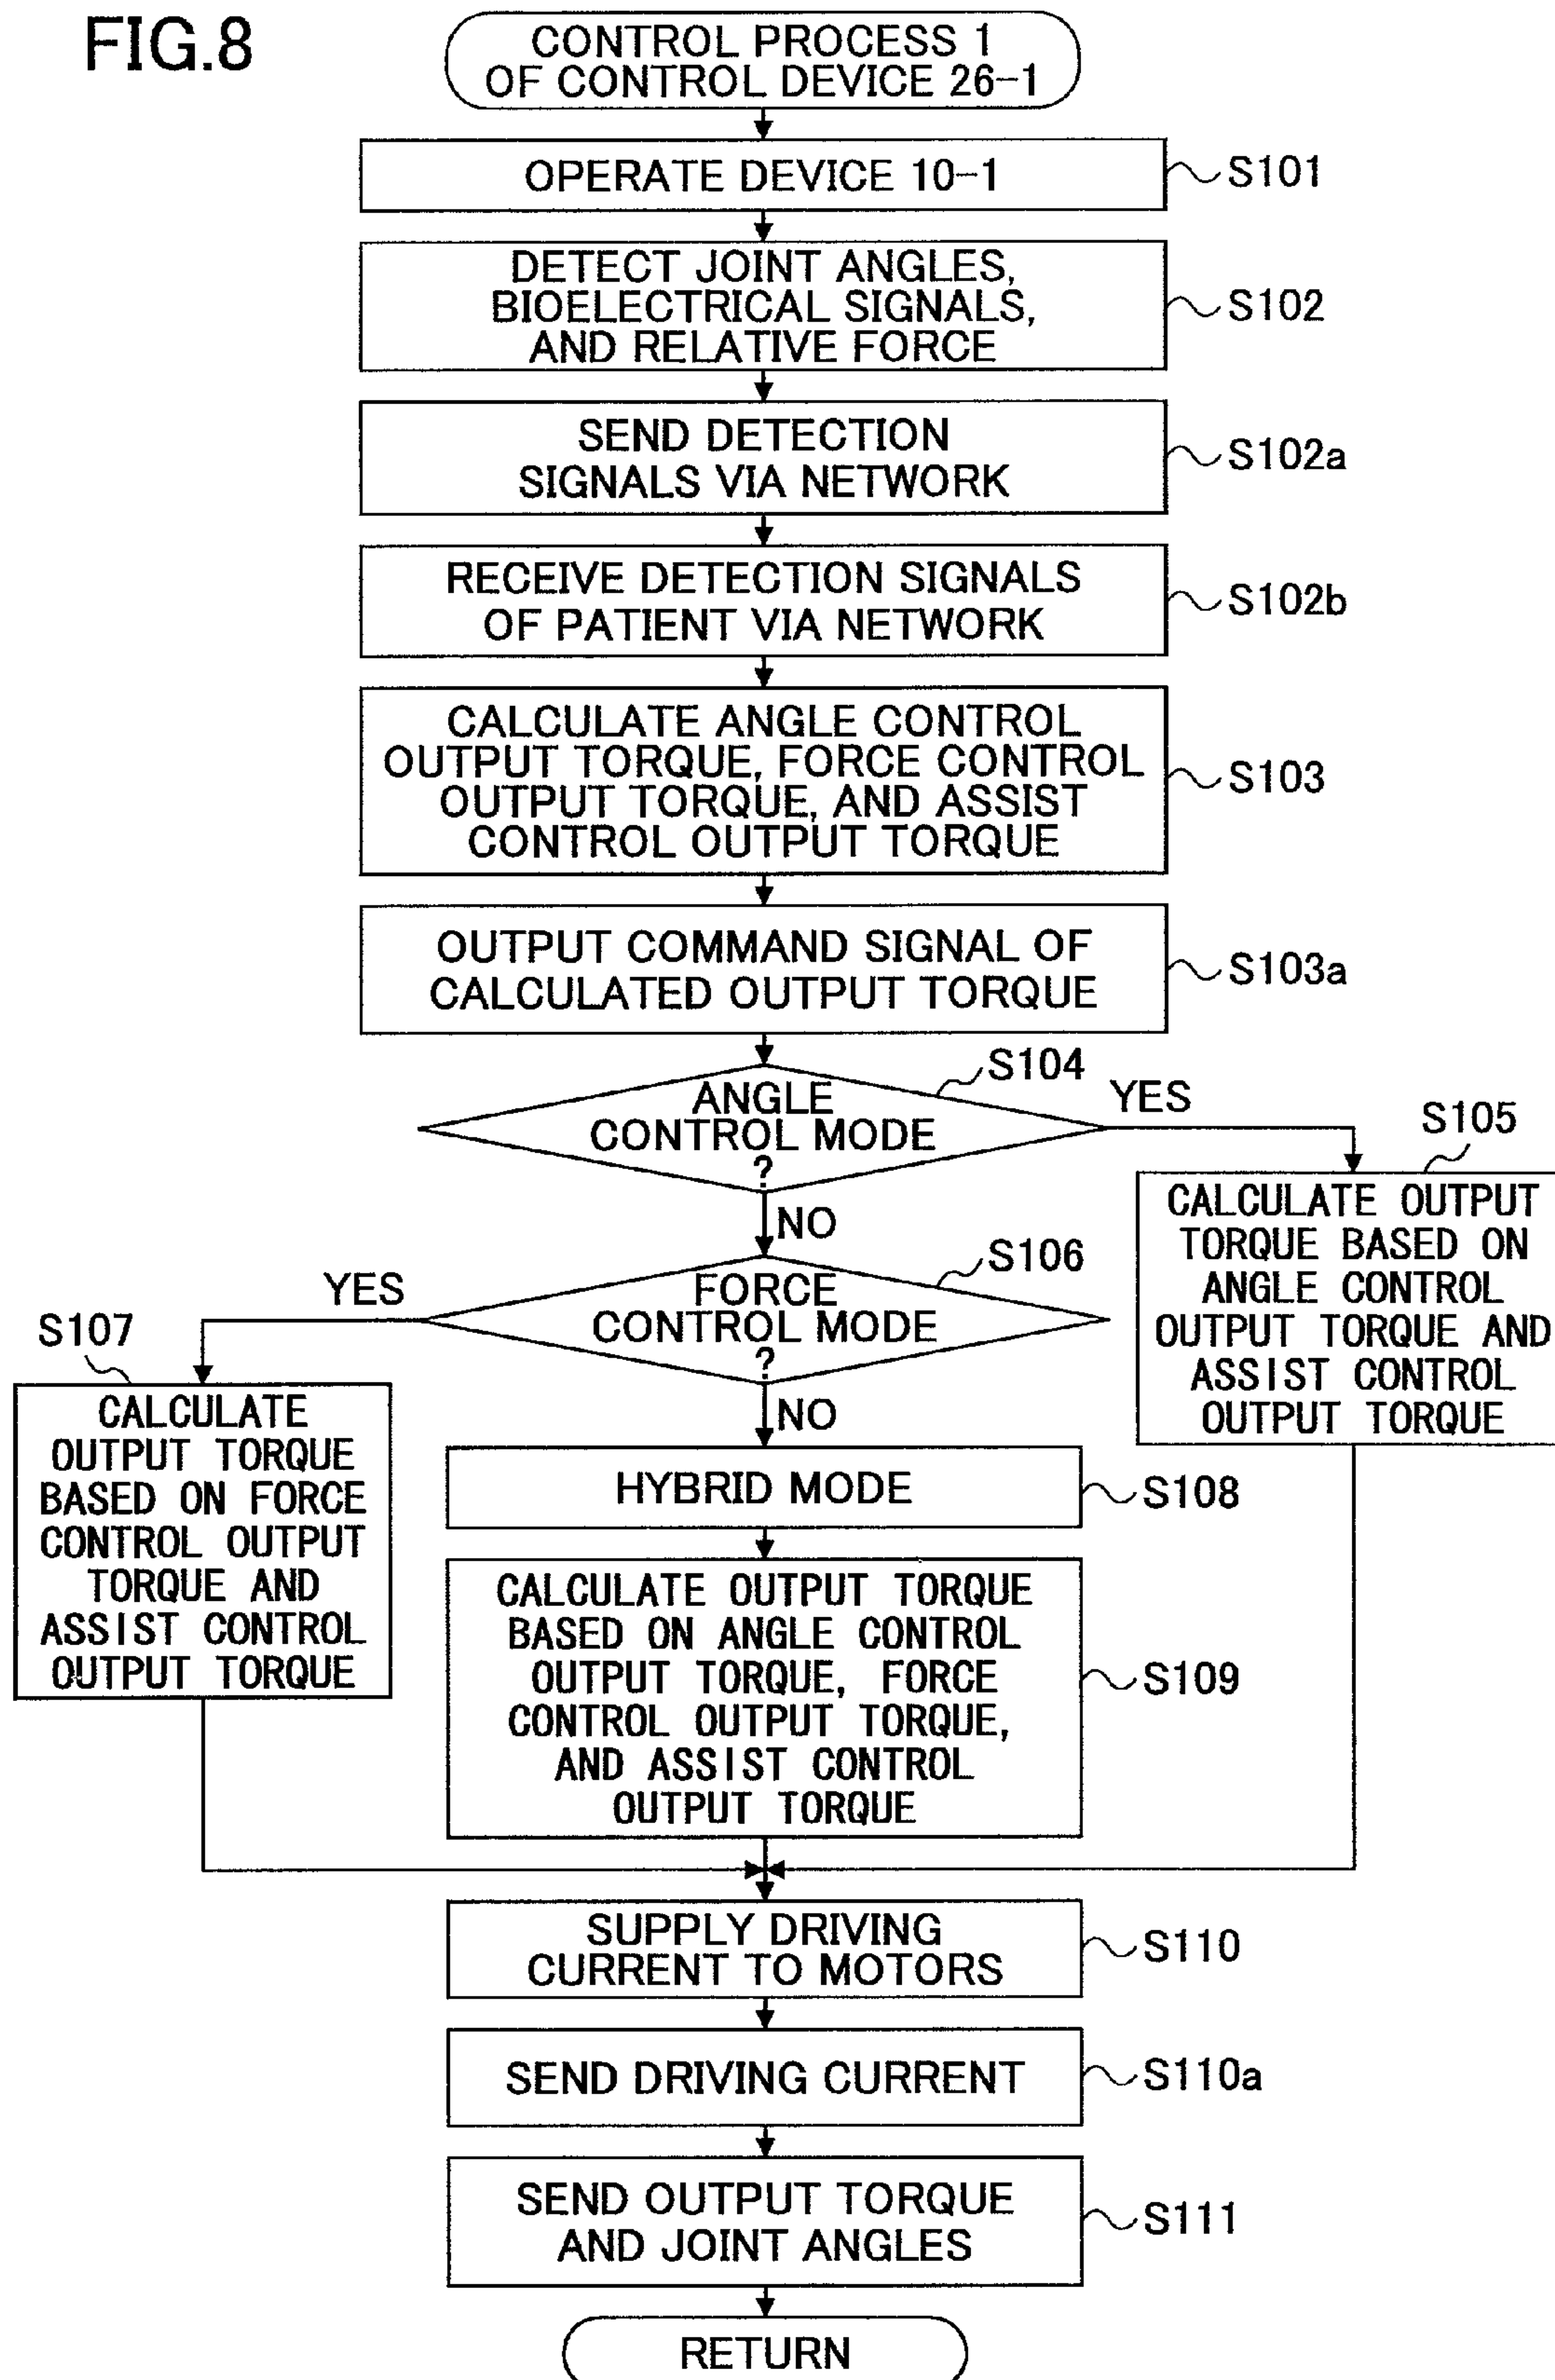 FIG.8
CONTROL PROCESS 1
OF CONTROL DEVICE 26-1
OPERATE DEVICE 10-1
S101
DETECT JOINT ANGLES,
BIOELECTRICAL SIGNALS,
AND RELATIVE FORCE
S102
SEND DETECTION
SIGNALS VIA NETWORK
S102a
RECEIVE DETECTION SIGNALS
OF PATIENT VIA NETWORK
S102b
CALCULATE ANGLE CONTROL
OUTPUT TORQUE, FORCE CONTROL
OUTPUT TORQUE, AND ASSIST
CONTROL OUTPUT TORQUE
S103
OUTPUT COMMAND SIGNAL OF
CALCULATED OUTPUT TORQUE
S103a
S104
ANGLE
CONTROL MODE
?
YES
NO
S105
CALCULATE OUTPUT
TORQUE BASED ON
ANGLE CONTROL
OUTPUT TORQUE AND
ASSIST CONTROL
OUTPUT TORQUE
S106
FORCE
CONTROL MODE
?
YES
NO
S107
CALCULATE
OUTPUT TORQUE
BASED ON FORCE
CONTROL OUTPUT
TORQUE AND
ASSIST CONTROL
OUTPUT TORQUE
HYBRID MODE
S108
CALCULATE OUTPUT TORQUE
BASED ON ANGLE CONTROL
OUTPUT TORQUE, FORCE
CONTROL OUTPUT TORQUE,
AND ASSIST CONTROL
OUTPUT TORQUE
S109
SUPPLY DRIVING
CURRENT TO MOTORS
S110
SEND DRIVING CURRENT
S110a
SEND OUTPUT TORQUE
AND JOINT ANGLES
S111
RETURN